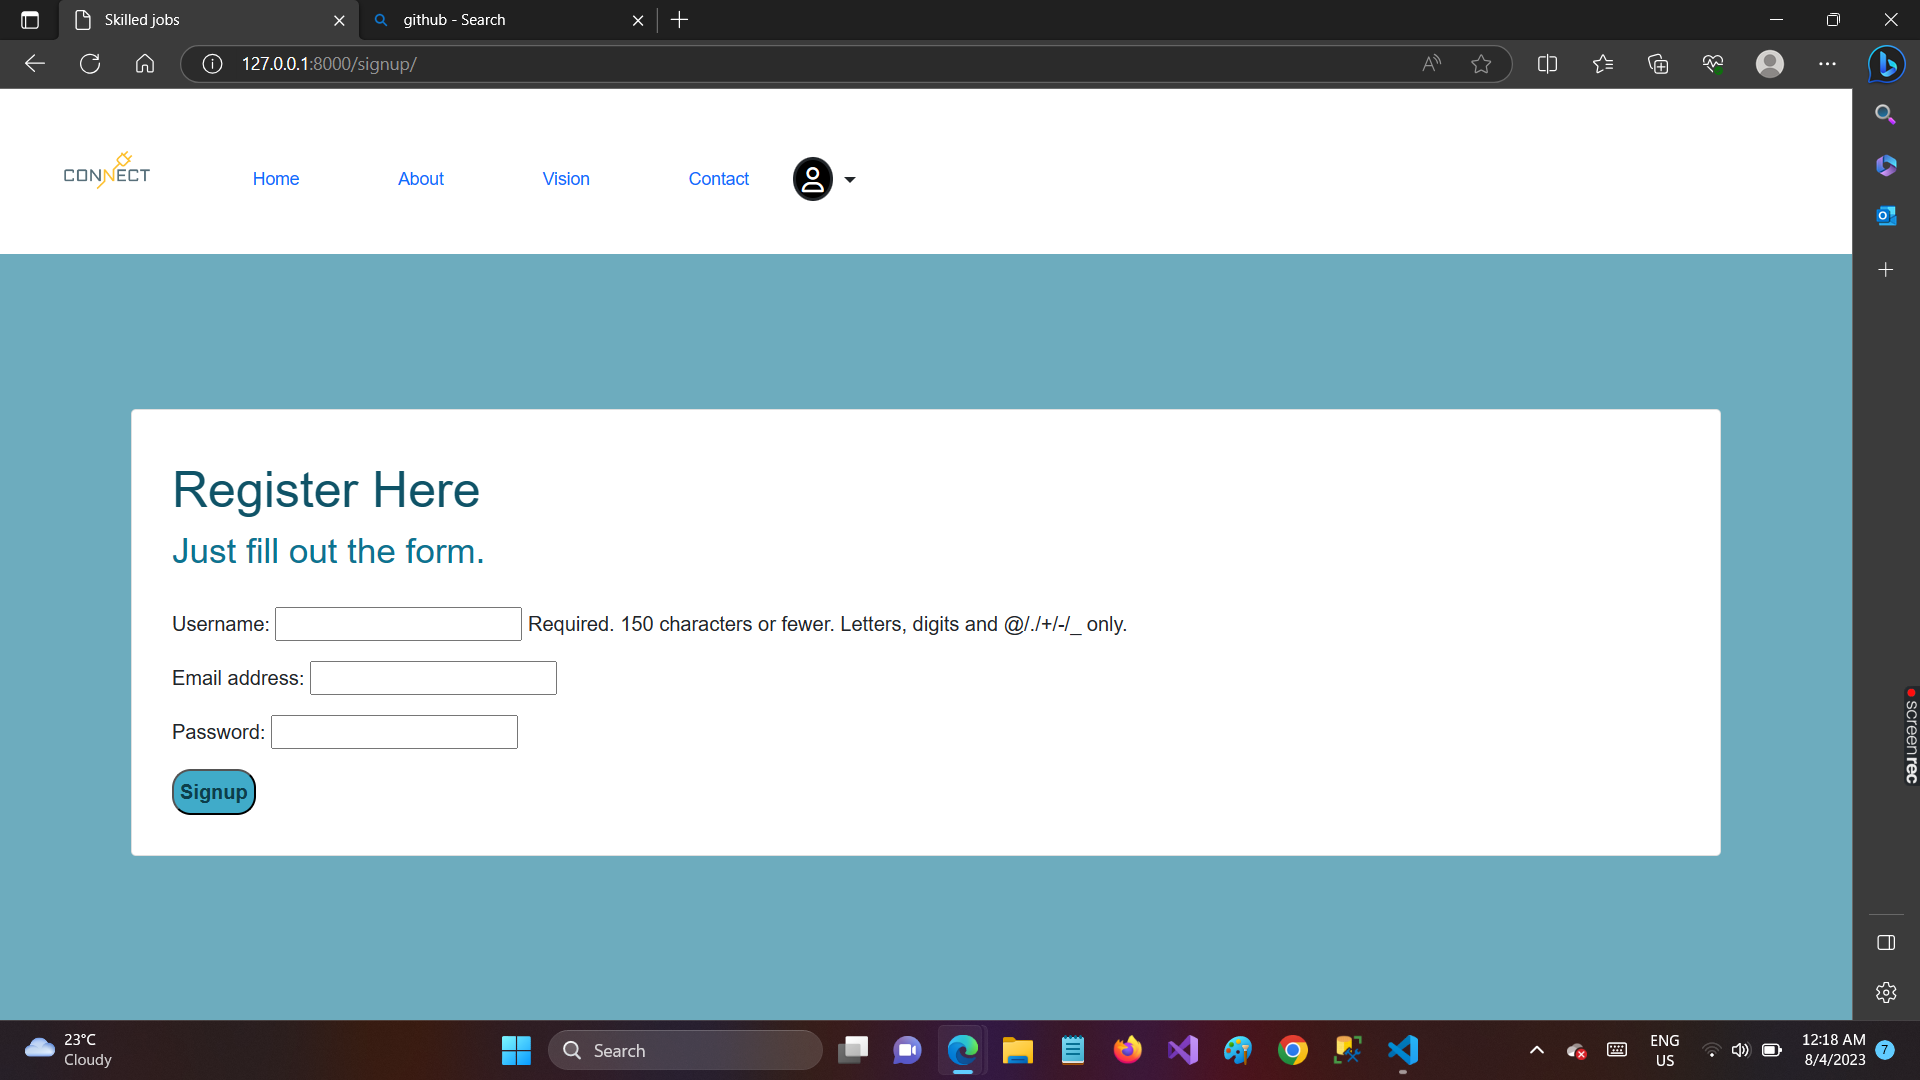 Skilled jobs
github - Search
127.0.0.1:8000/signup/
CONNECT
Home
About
Vision
Contact
Register Here
Just fill out the form.
Username:
Required. 150 characters or fewer. Letters, digits and @/./+/-/_ only.
Email address:
Password:
Signup
screenrec
23°C
Cloudy
Search
ENG
US
12:18 AM
8/4/2023
7